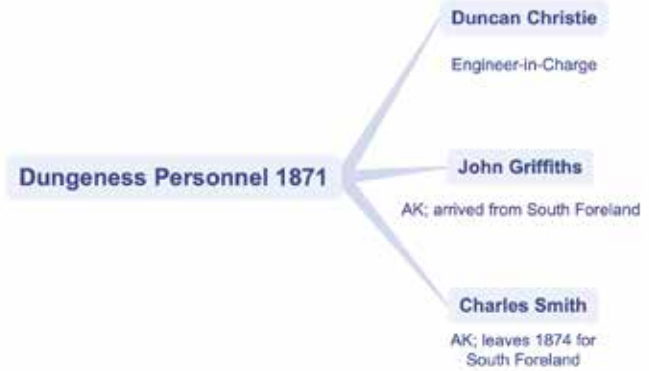 Duncan Christie
Engineer-in-Charge
Dungeness Personnel 1871
John Griffiths
AK; arrived from South Foreland
Charles Smith
AK; leaves 1874 for
South Foreland